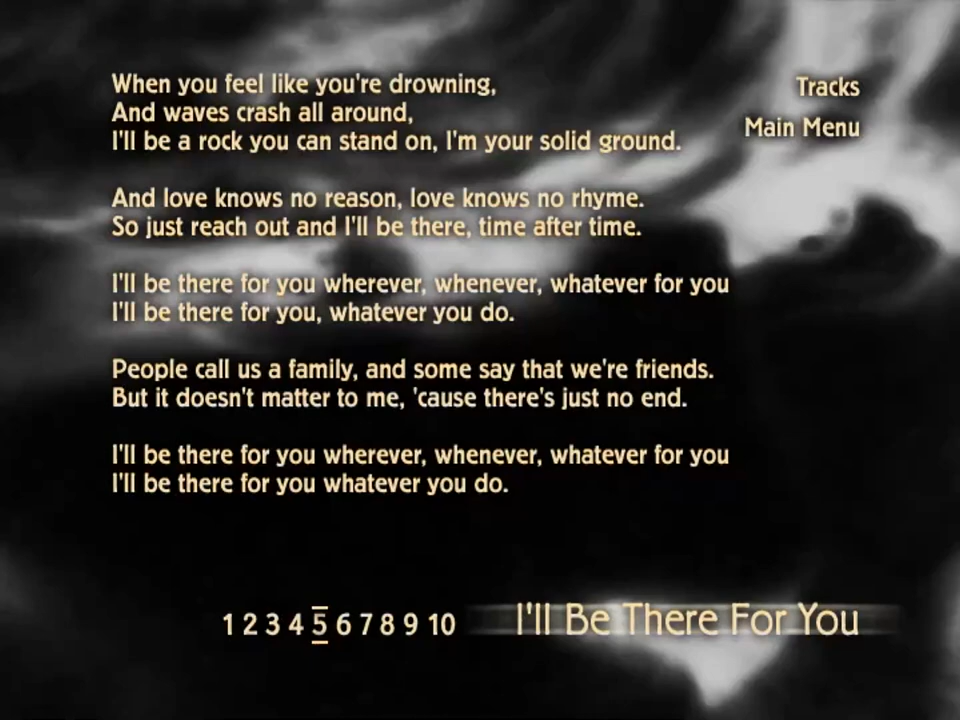 When you feel like you're drowning,
And waves crash all around,
I'll be a rock you can stand on, I'm your solid ground.
And love knows no reason, love knows no rhyme.
So just reach out and I'll be there, time after time.
I'll be there for you wherever, whenever, whatever for you
I'll be there for you, whatever you do.
People call us a family, and some say that we're friends.
But it doesn't matter to me, 'cause there's just no end.
I'll be there for you wherever, whenever, whatever for you
I'll be there for you whatever you do.
Tracks
Main Menu
1 2 3 4 5 6 7 8 9 10
I'll Be There For You